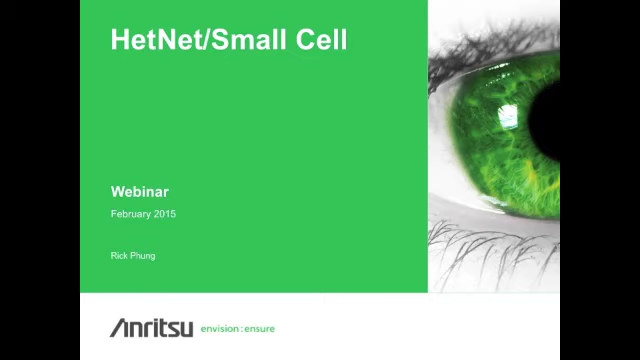 HetNet/Small Cell
Webinar
February 2015
Rick Phung
Anritsu envision : ensure